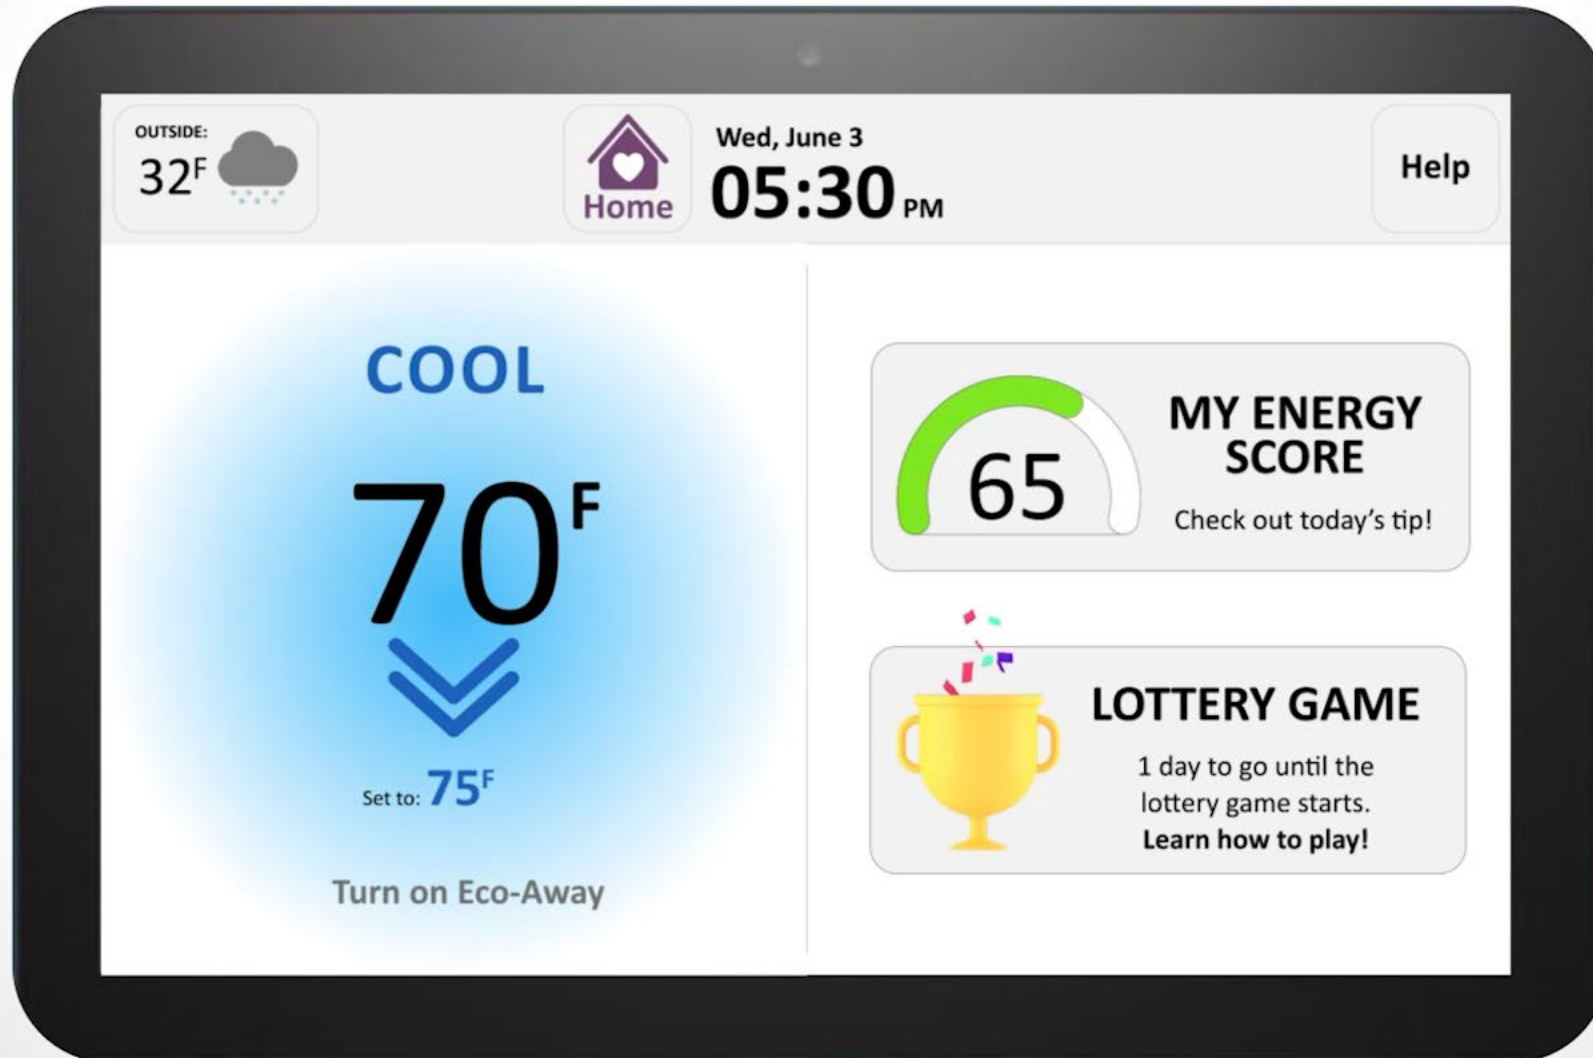 OUTSIDE:
32F
Home
Wed, June 3
05:30 PM
Help
COOL
70F
Set to: 75F
Turn on Eco-Away
65
MY ENERGY
SCORE
Check out today's tip!
LOTTERY GAME
1 day to go until the
lottery game starts.
Learn how to play!